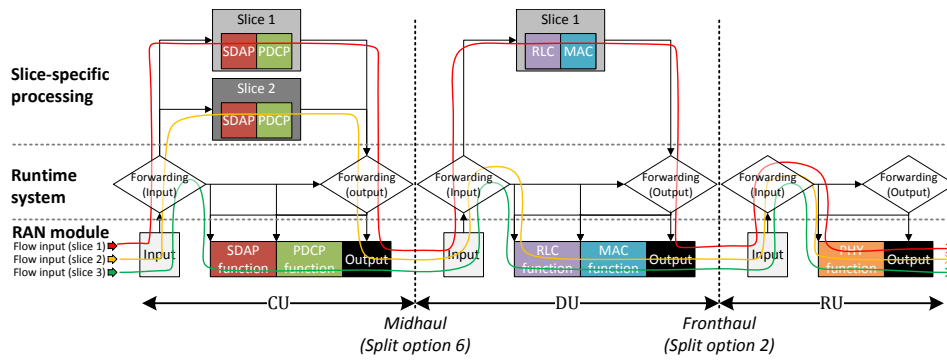 Slice 1
SDAP PDCP
Slice 1
RLC MAC
Slice-specific
processing
Slice 2
SDAP PDCP
Runtime
system
Forwarding
(Input)
Forwarding
(output)
Forwarding
(Input)
Forwarding
(Output)
Forwarding
(Input)
Forwarding
(Output)
RAN module
Flow input (slice 1)
Flow input (slice 2)
Flow input (slice 3)
Input
SDAP
function
PDCP
function
Output
Input
RLC
function
MAC
function
Output
Input
PHY
function
Output
CU
DU
RU
Midhaul
(Split option 6)
Fronthaul
(Split option 2)